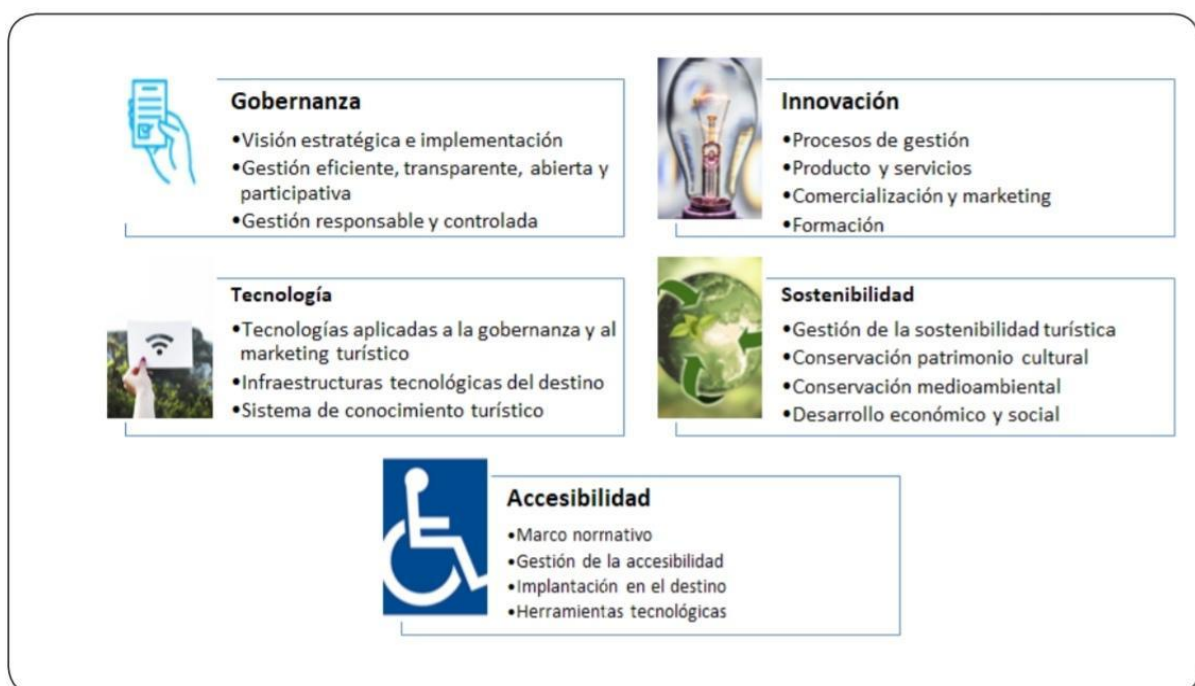 Gobernanza
•Visión estratégica e implementación
•Gestión eficiente, transparente, abierta y
participativa
•Gestión responsable y controlada
Innovación
•Procesos de gestión
•Producto y servicios
•Comercialización y marketing
•Formación
Tecnología
•Tecnologías aplicadas a la gobernanza y al
marketing turístico
•Infraestructuras tecnológicas del destino
•Sistema de conocimiento turístico
Sostenibilidad
•Gestión de la sostenibilidad turística
•Conservación patrimonio cultural
•Conservación medioambiental
•Desarrollo económico y social
Accesibilidad
•Marco normativo
•Gestión de la accesibilidad
•Implantación en el destino
•Herramientas tecnológicas